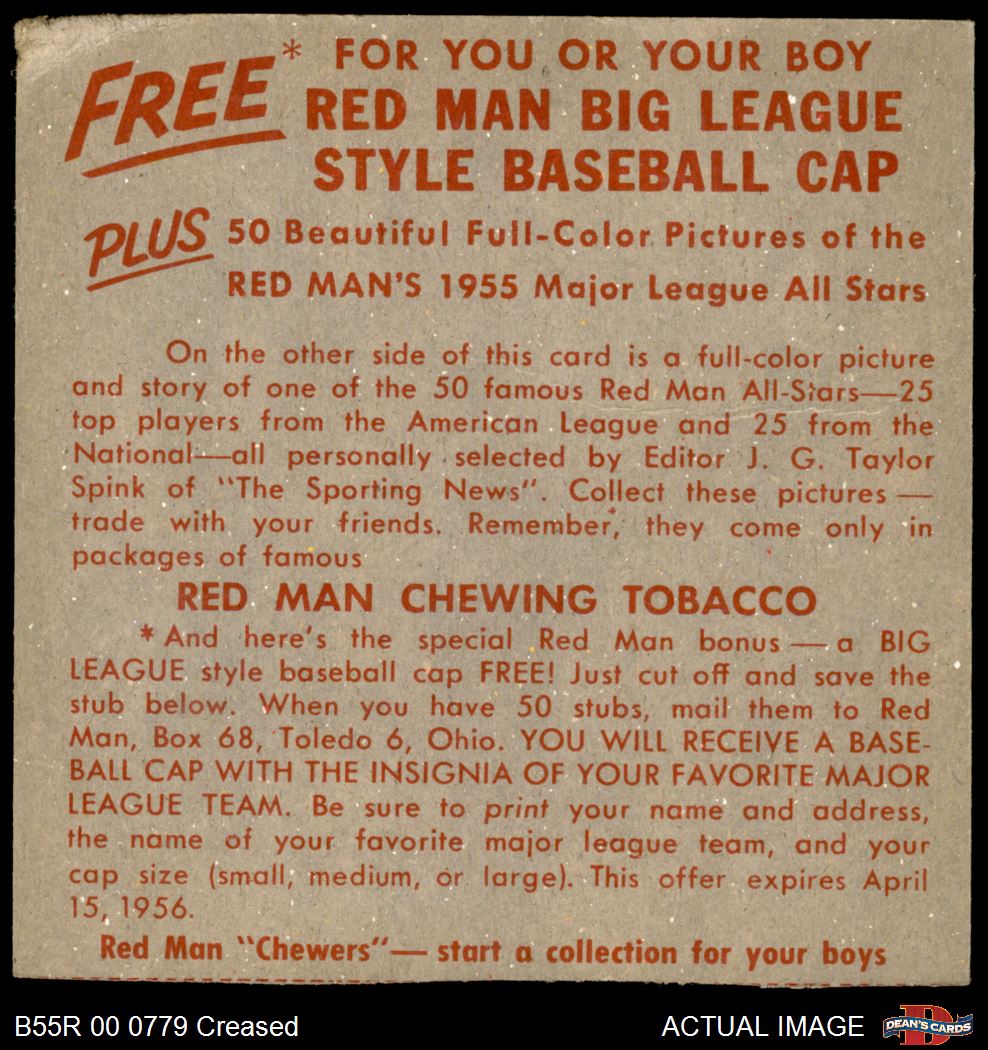 FREE* FOR YOU OR YOUR BOY
RED MAN BIG LEAGUE
STYLE BASEBALL CAP
PLUS 50 Beautiful Full-Color Pictures of the
RED MAN'S 1955 Major League All Stars
On the other side of this card is a full-color picture
and story of one of the 50 famous Red Man All-Stars—25
top players from the American League and 25 from the
National—all personally selected by Editor J. G. Taylor
Spink of "The Sporting News". Collect these pictures —
trade with your friends. Remember, they come only in
packages of famous
RED MAN CHEWING TOBACCO
*And here's the special Red Man bonus — a BIG
LEAGUE style baseball cap FREE! Just cut off and save the
stub below. When you have 50 stubs, mail them to Red
Man, Box 68, Toledo 6, Ohio. YOU WILL RECEIVE A BASE-
BALL CAP WITH THE INSIGNIA OF YOUR FAVORITE MAJOR
LEAGUE TEAM. Be sure to print your name and address,
the name of your favorite major league team, and your
cap size (small, medium, or large). This offer expires April
15, 1956.
Red Man "Chewers"— start a collection for your boys
B55R 00 0779 Creased ACTUAL IMAGE DEAN'S CARDS